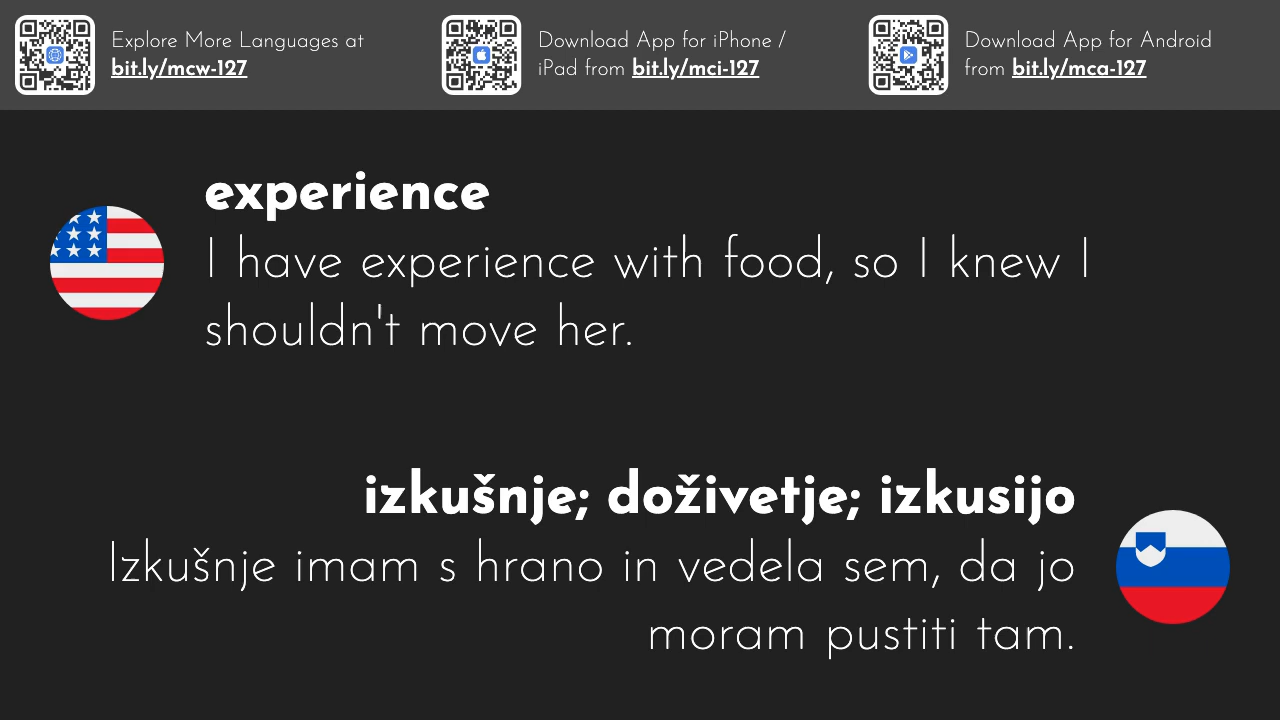 Explore More Languages at
bit.ly/mcw-127
Download App for iPhone /
iPad from bit.ly/mci-127
Download App for Android
from bit.ly/mca-127
experience
I have experience with food, so I knew I
shouldn't move her.
izkušnje; doživetje; izkusijo
Izkušnje imam s hrano in vedela sem, da jo
moram pustiti tam.